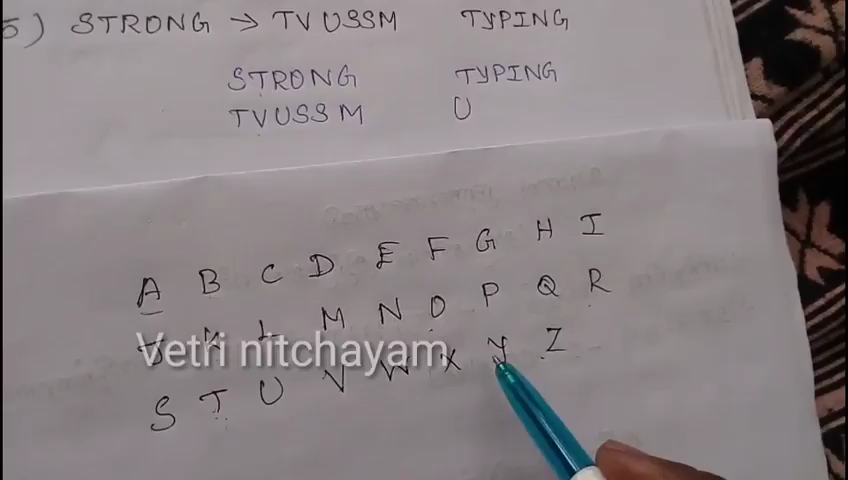 5) STRONG → TVUSSM TYPING
STRONG TYPING
TVUSSM U
A B C D E F G H I
J K L M N O P Q R
Vetri nitchayam
S T U V W X Y Z